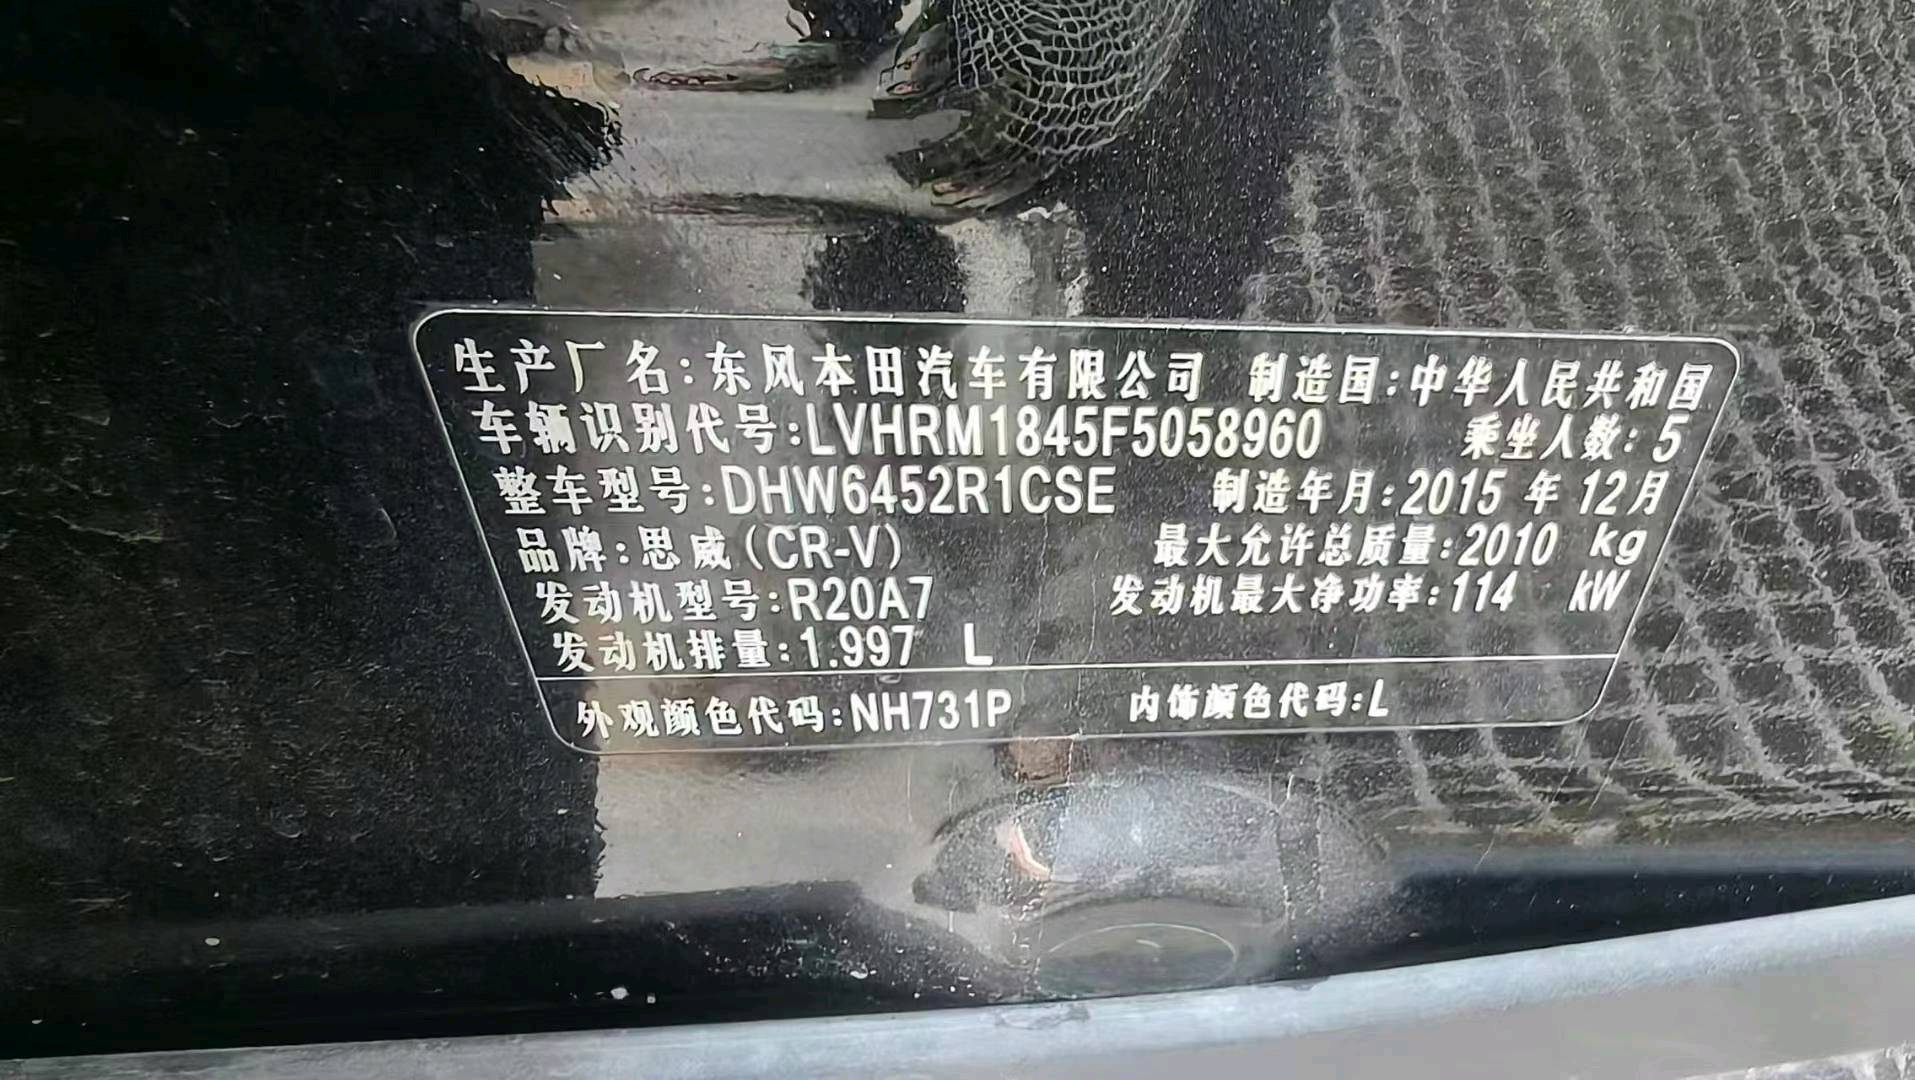 生产厂名:东风本田汽车有限公司 制造国:中华人民共和国
车辆识别代号:LVHRM1845F5058960 乘坐人数:5
整车型号:DHW6452R1CSE 制造年月:2015 年 12月
品牌:思威(CR-V) 最大允许总质量:2010 kg
发动机型号:R20A7 发动机最大净功率:114 kW
发动机排量:1.997 L
外观颜色代码:NH731P 内饰颜色代码:L